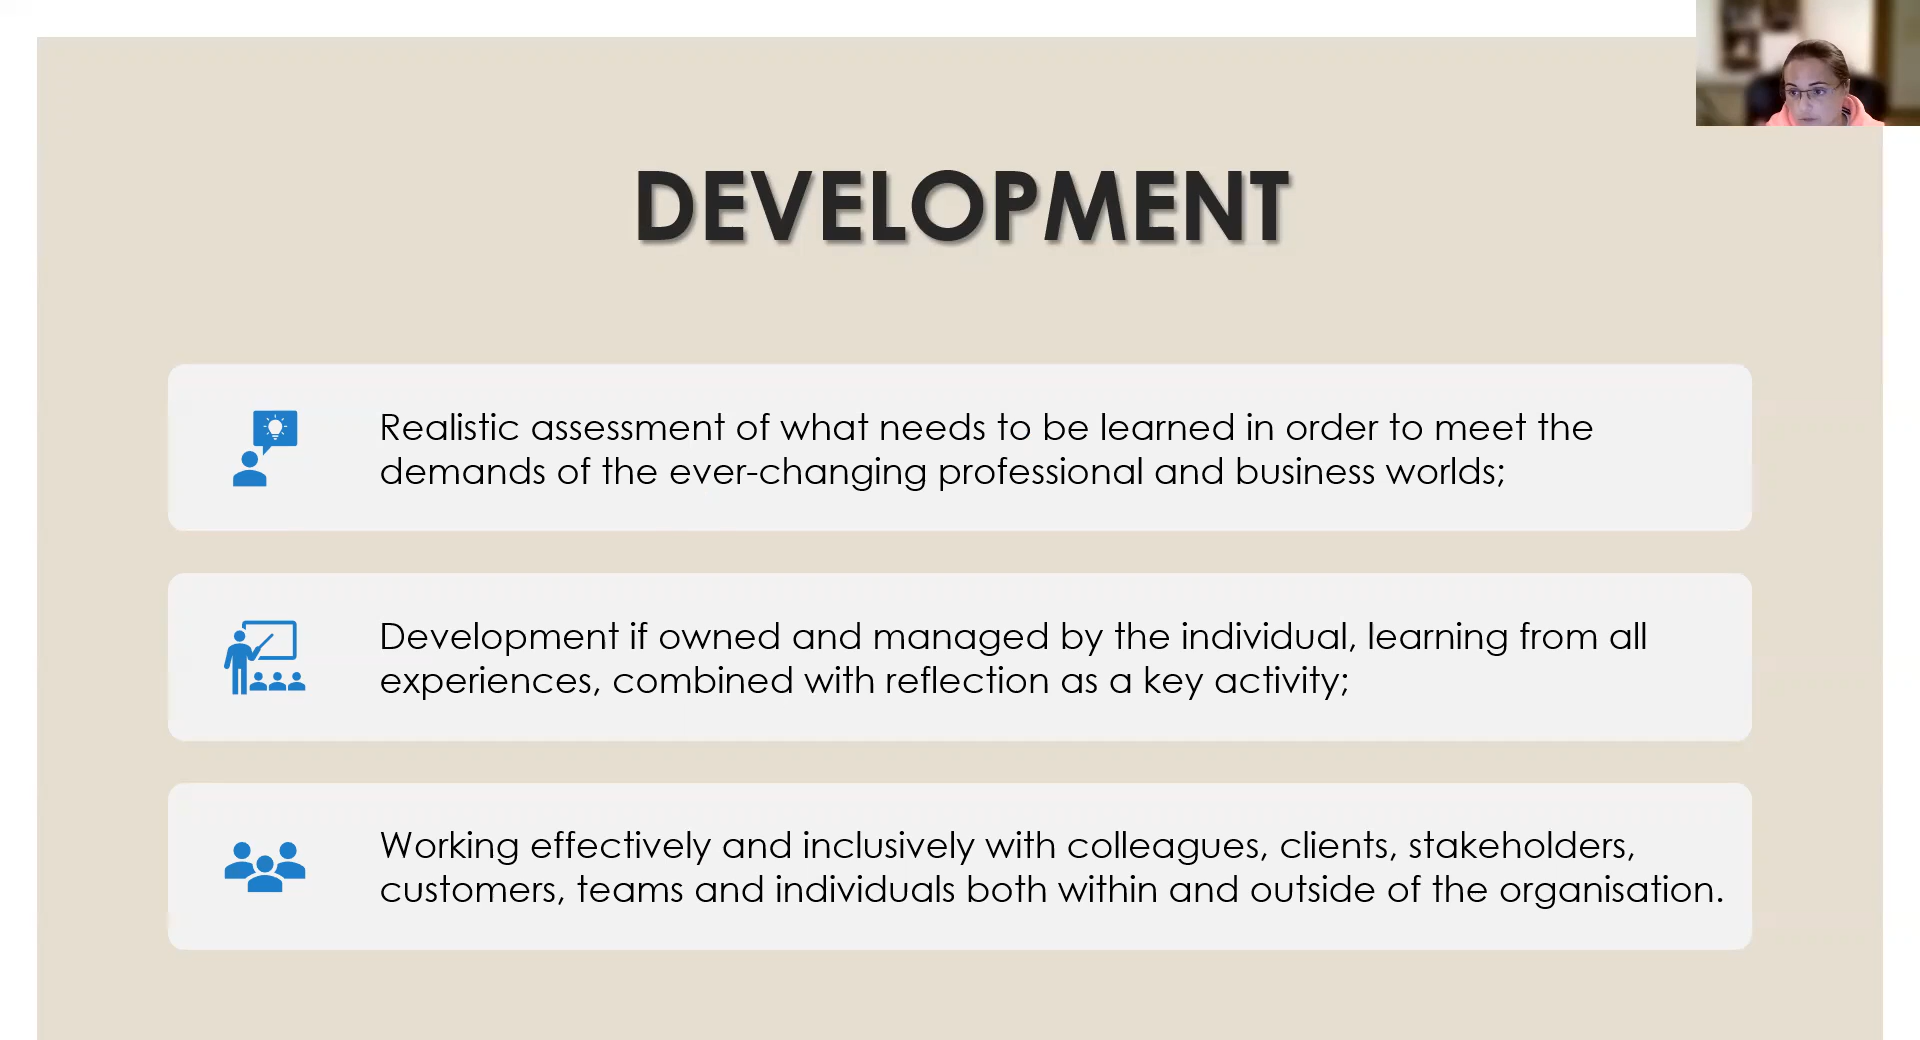 DEVELOPMENT
Realistic assessment of what needs to be learned in order to meet the
demands of the ever-changing professional and business worlds;
Development if owned and managed by the individual, learning from all
experiences, combined with reflection as a key activity;
Working effectively and inclusively with colleagues, clients, stakeholders,
customers, teams and individuals both within and outside of the organisation.